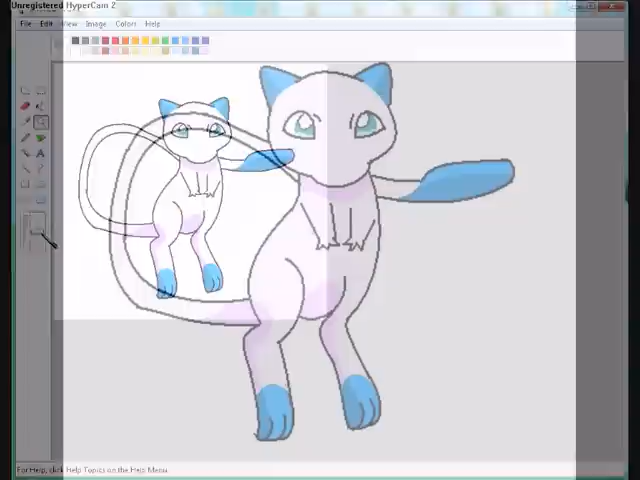 Unregistered HyperCam 2
File Edit View Image Colors Help
For Help, click Help Topics on the Help Menu.